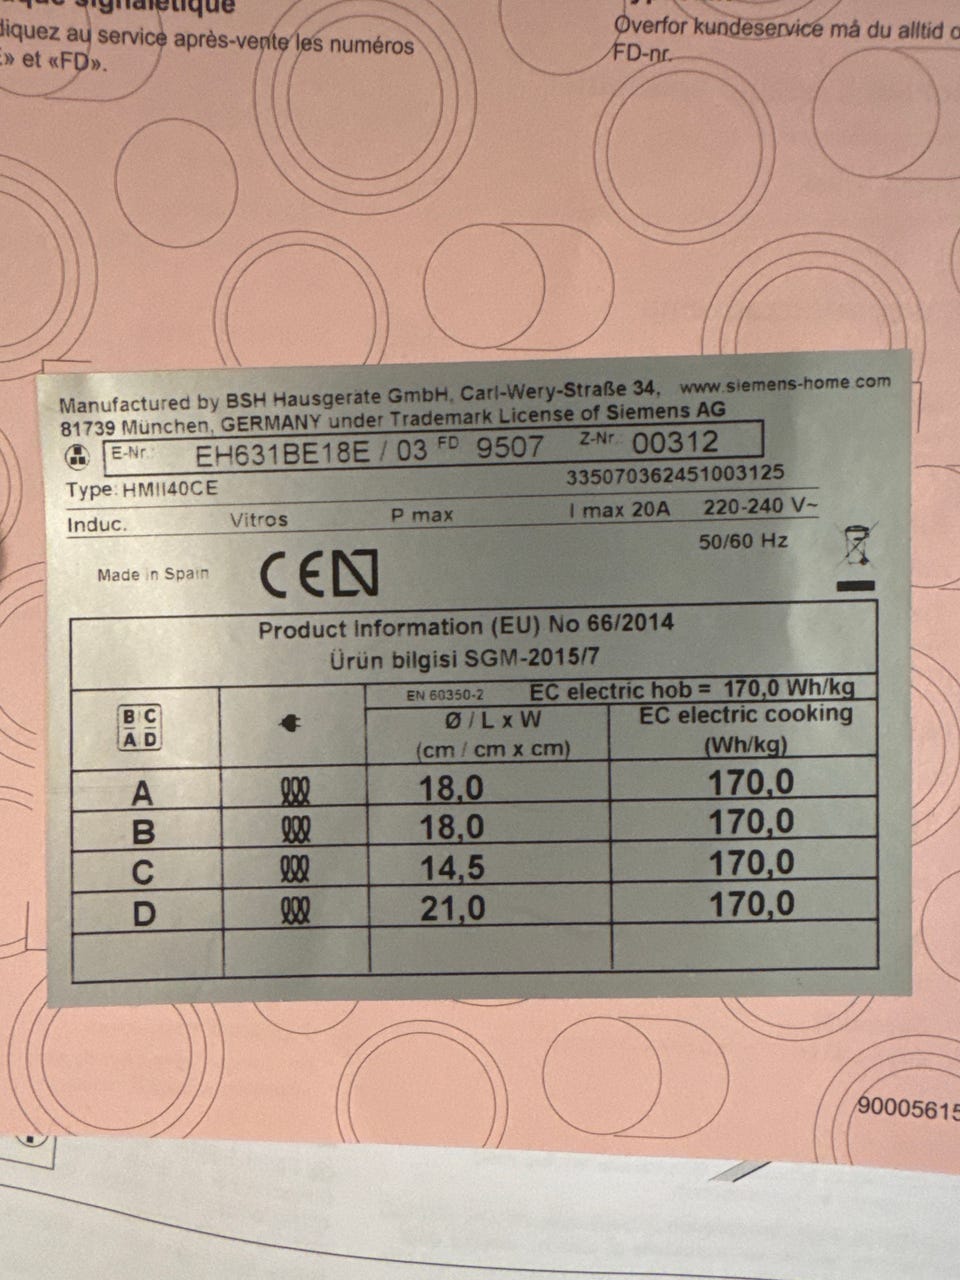 diquez au service après-vente les numéros
et «FD».
Overfor kundeservice må du alltid
FD-nr.
Manufactured by BSH Hausgeräte GmbH, Carl-Wery-Straße 34, www.siemens-home.com
81739 München, GERMANY under Trademark License of Siemens AG
E-Nr. EH631BE18E / 03 FD 9507 Z-Nr. 00312
Type: HMII40CE 335070362451003125
Induc. Vitros P max I max 20A 220-240 V~
50/60 Hz
Made in Spain CE N
Product Information (EU) No 66/2014
Ürün bilgisi SGM-2015/7
EN 60350-2 EC electric hob = 170,0 Wh/kg
B C
A D
Ø / L x W
(cm / cm x cm)
EC electric cooking
(Wh/kg)
A 18,0 170,0
B 18,0 170,0
C 14,5 170,0
D 21,0 170,0
90005615